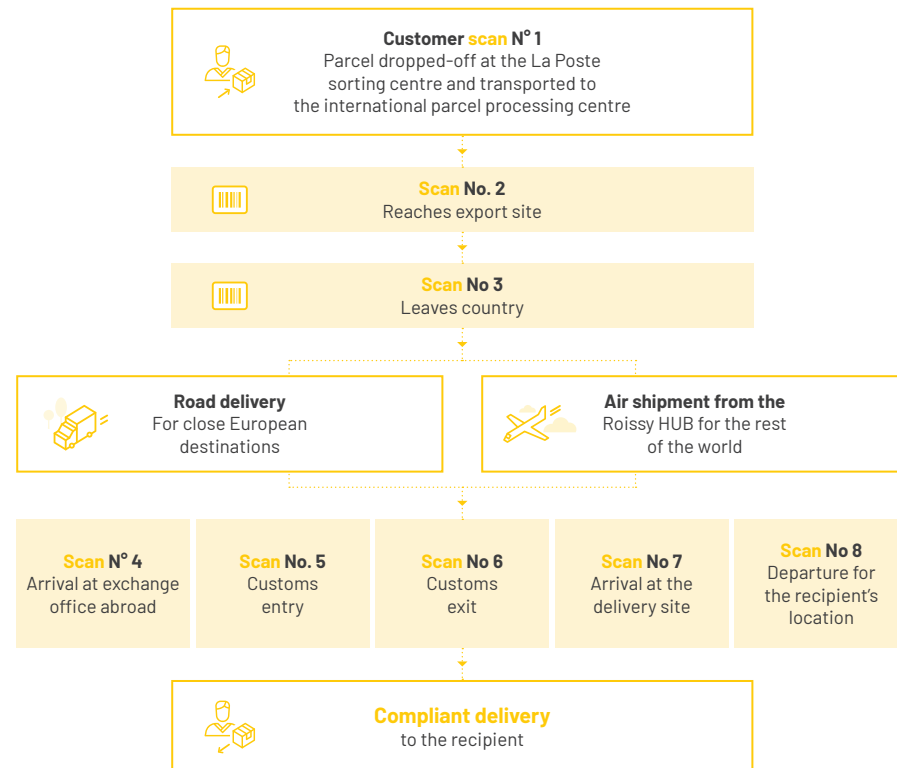 Customer scan N° 1
Parcel dropped-off at the La Poste
sorting centre and transported to
the international parcel processing centre
Scan No. 2
Reaches export site
Scan No 3
Leaves country
Road delivery
For close European
destinations
Air shipment from the
Roissy HUB for the rest
of the world
Scan N° 4
Arrival at exchange
office abroad
Scan No. 5
Customs
entry
Scan No 6
Customs
exit
Scan No 7
Arrival at the
delivery site
Scan No 8
Departure for
the recipient's
location
Compliant delivery
to the recipient